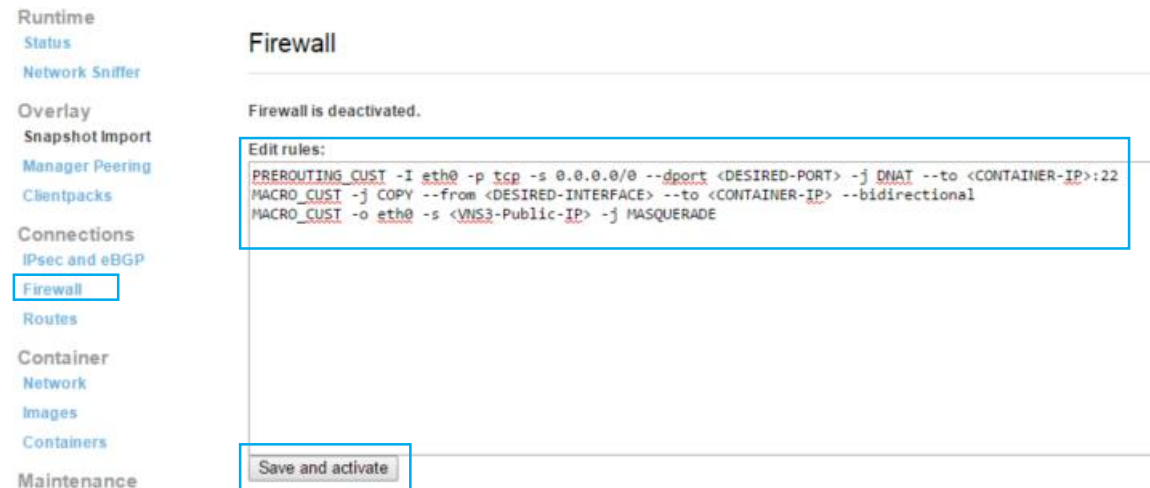 Runtime
Status
Network Sniffer
Overlay
Snapshot Import
Manager Peering
Clientpacks
Connections
IPsec and eBGP
Firewall
Routes
Container
Network
Images
Containers
Maintenance
Firewall
Firewall is deactivated.
Edit rules:
PREROUTING_CUST -I eth0 -p tcp -s 0.0.0.0/0 --dport <DESIRED-PORT> -j DNAT --to <CONTAINER-IP>:22
MACRO_CUST -j COPY --from <DESIRED-INTERFACE> --to <CONTAINER-IP> --bidirectional
MACRO_CUST -o eth0 -s <VNS3-Public-IP> -j MASQUERADE
Save and activate